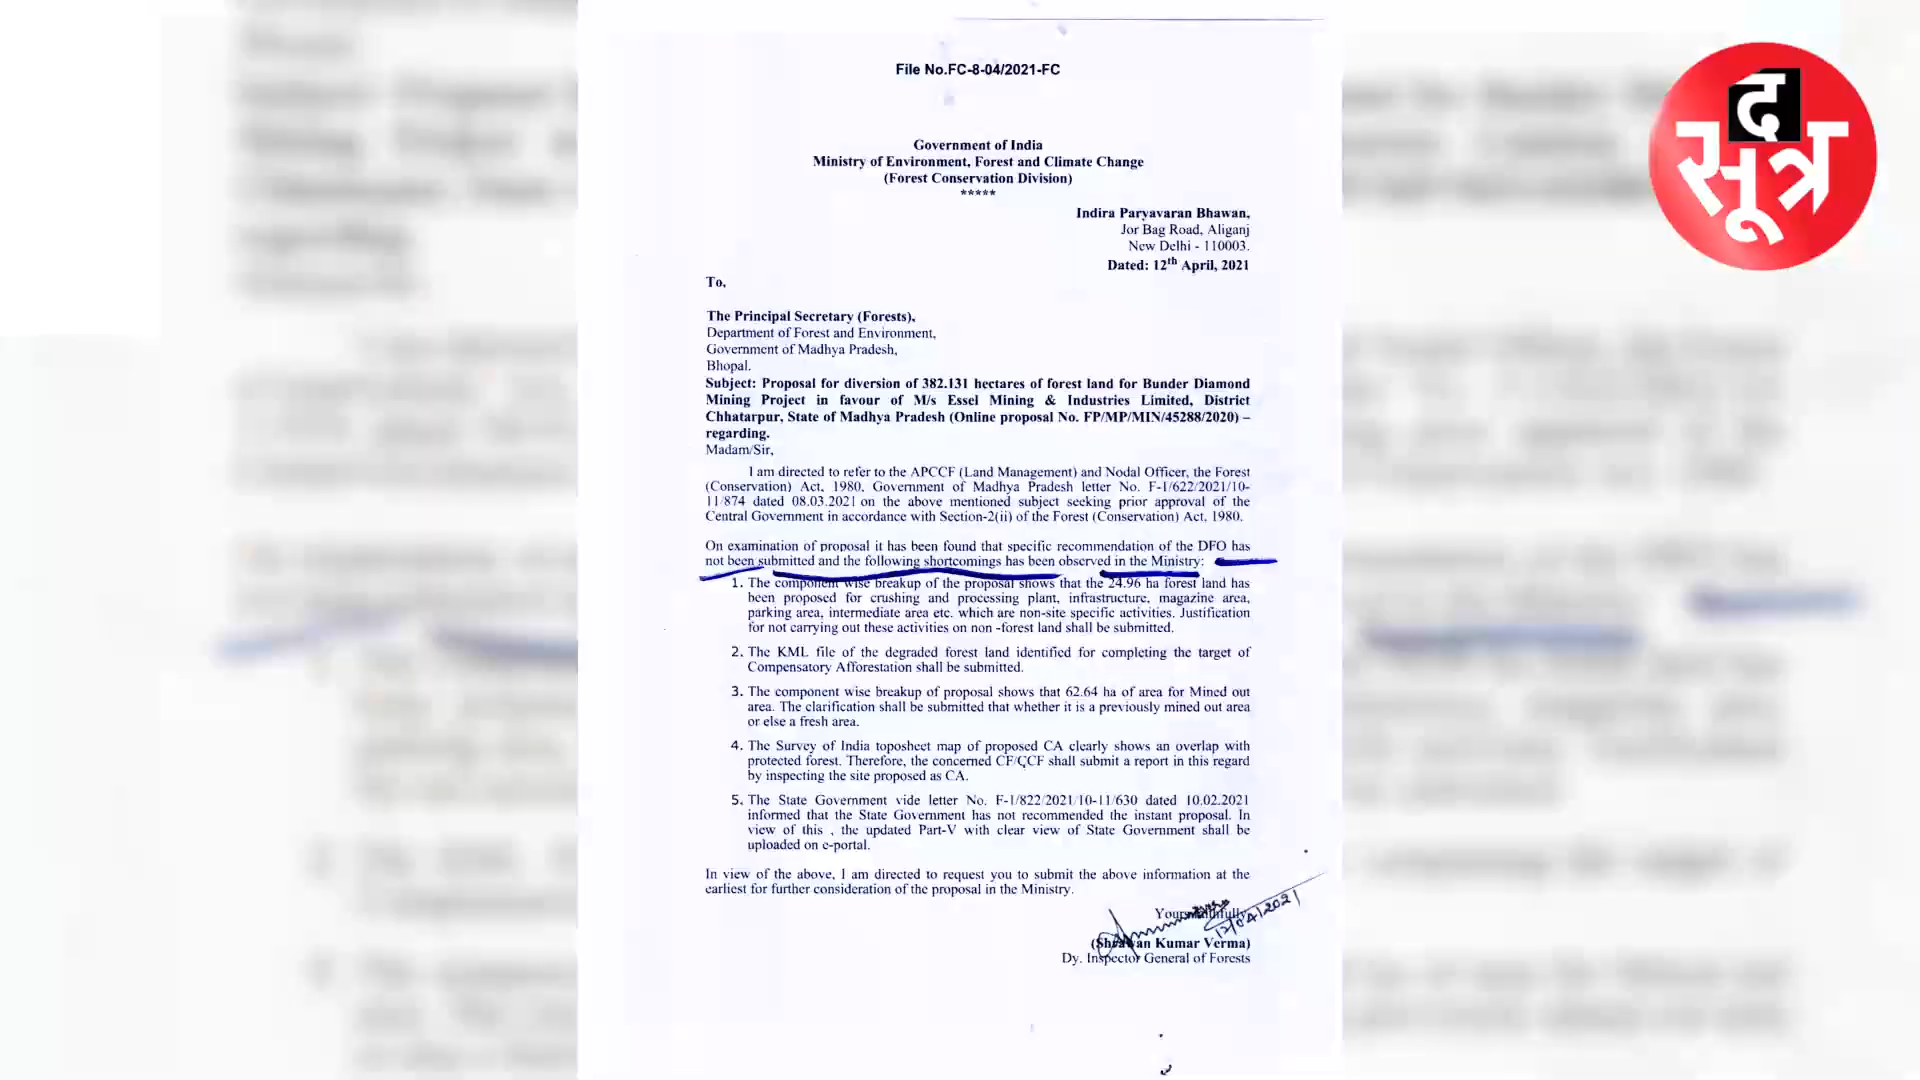 File No.FC-8-04/2021-FC
द
सूत्र
Government of India
Ministry of Environment, Forest and Climate Change
(Forest Conservation Division)
*****
Indira Paryavaran Bhawan,
Jor Bag Road, Aliganj
New Delhi - 110003.
Dated: 12th April, 2021
To,
The Principal Secretary (Forests),
Department of Forest and Environment,
Government of Madhya Pradesh,
Bhopal.
Subject: Proposal for diversion of 382.131 hectares of forest land for Bunder Diamond
Mining Project in favour of M/s Essel Mining & Industries Limited, District
Chhatarpur, State of Madhya Pradesh (Online proposal No. FP/MP/MIN/45288/2020) –
regarding.
Madam/Sir,
I am directed to refer to the APCCF (Land Management) and Nodal Officer, the Forest
(Conservation) Act, 1980, Government of Madhya Pradesh letter No. F-1/622/2021/10-
11/874 dated 08.03.2021 on the above mentioned subject seeking prior approval of the
Central Government in accordance with Section-2(ii) of the Forest (Conservation) Act, 1980.
On examination of proposal it has been found that specific recommendation of the DFO has
not been submitted and the following shortcomings has been observed in the Ministry:
1. The component wise breakup of the proposal shows that the 24.96 ha forest land has
been proposed for crushing and processing plant, infrastructure, magazine area,
parking area, intermediate area etc. which are non-site specific activities. Justification
for not carrying out these activities on non -forest land shall be submitted.
2. The KML file of the degraded forest land identified for completing the target of
Compensatory Afforestation shall be submitted.
3. The component wise breakup of proposal shows that 62.64 ha of area for Mined out
area. The clarification shall be submitted that whether it is a previously mined out area
or else a fresh area.
4. The Survey of India toposheet map of proposed CA clearly shows an overlap with
protected forest. Therefore, the concerned CF/CCF shall submit a report in this regard
by inspecting the site proposed as CA.
5. The State Government vide letter No. F-1/822/2021/10-11/630 dated 10.02.2021
informed that the State Government has not recommended the instant proposal. In
view of this , the updated Part-V with clear view of State Government shall be
uploaded on e-portal.
In view of the above, I am directed to request you to submit the above information at the
earliest for further consideration of the proposal in the Ministry.
Yours faithfully
12/04/2021
(Shrawan Kumar Verma)
Dy. Inspector General of Forests